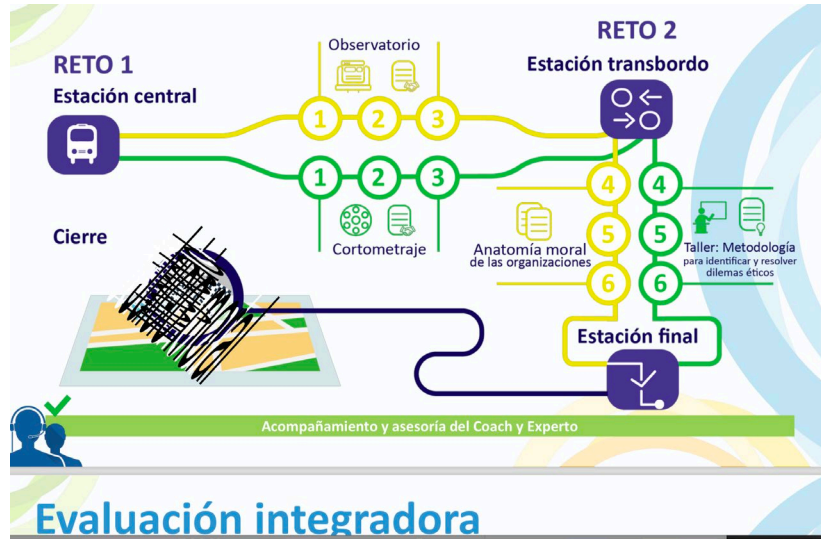 RETO 1
Estación central
Observatorio
1 2 3
1 2 3
Cortometraje
RETO 2
Estación transbordo
4 4
5 5
6 6
Anatomía moral
de las organizaciones
Taller: Metodología
para identificar y resolver
dilemas éticos
Estación final
Cierre
Acompañamiento y asesoría del Coach y Experto
Evaluación integradora